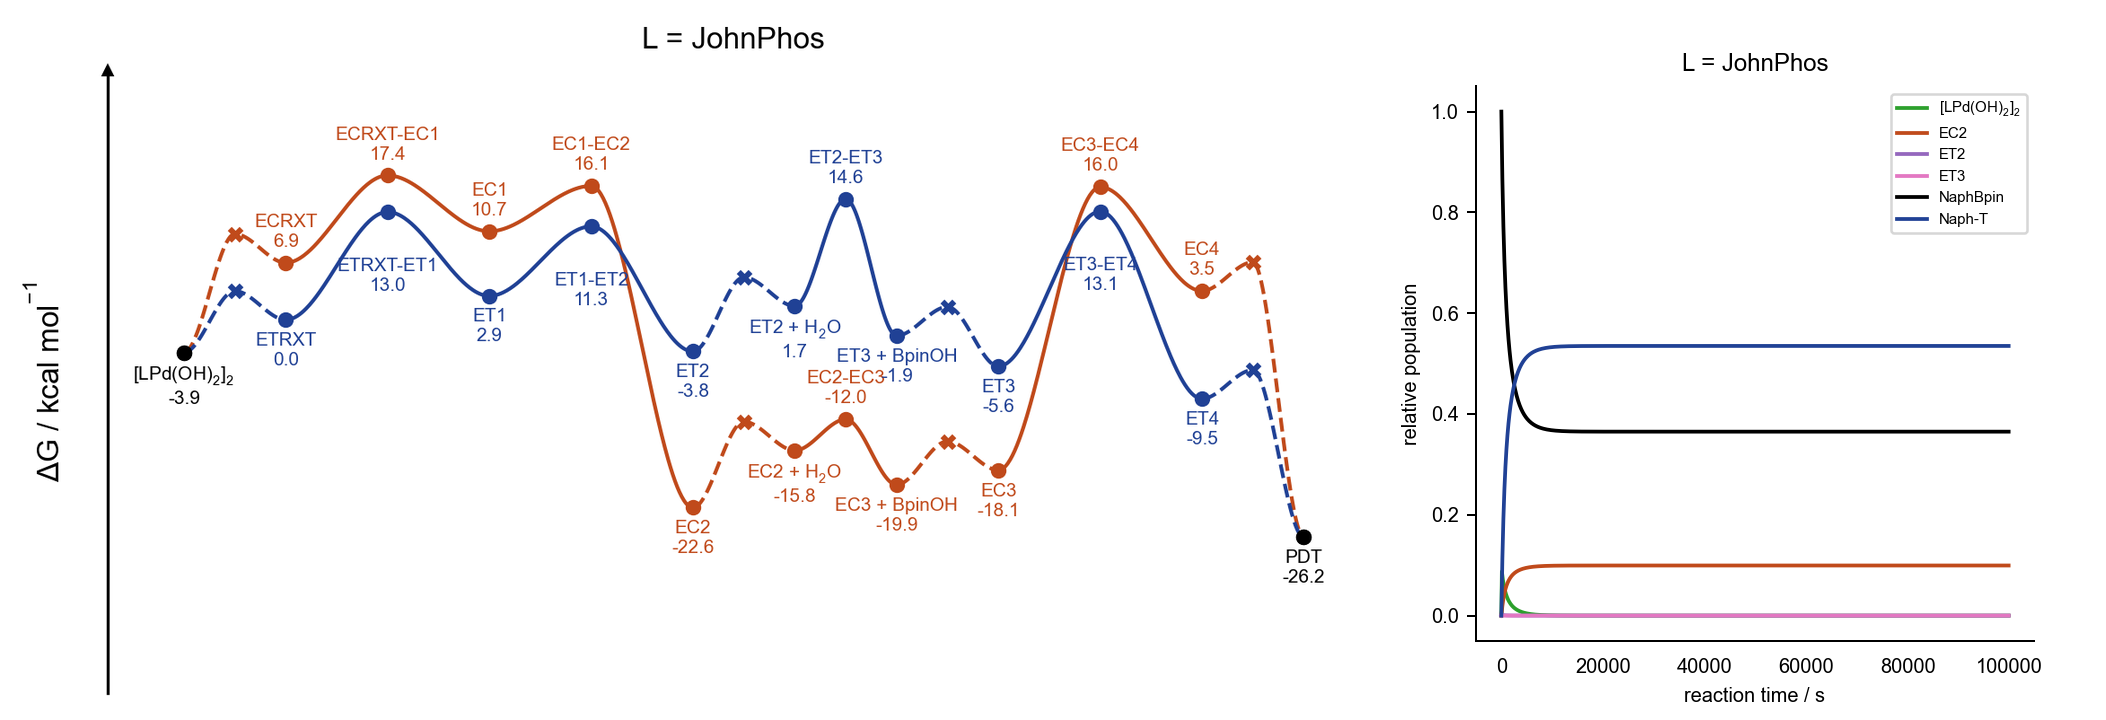 L = JohnPhos
ΔG / kcal mol⁻¹
[LPd(OH)₂]₂
-3.9
ECRXT
6.9
ETRXT
0.0
ECRXT-EC1
17.4
ETRXT-ET1
13.0
EC1
10.7
ET1
2.9
EC1-EC2
16.1
ET1-ET2
11.3
ET2
-3.8
EC2
-22.6
ET2 + H₂O
1.7
EC2 + H₂O
-15.8
ET2-ET3
14.6
EC2-EC3
-12.0
ET3 + BpinOH
-1.9
EC3 + BpinOH
-19.9
ET3
-5.6
EC3
-18.1
EC3-EC4
16.0
ET3-ET4
13.1
EC4
3.5
ET4
-9.5
PDT
-26.2
L = JohnPhos
[LPd(OH)₂]₂
EC2
ET2
ET3
NaphBpin
Naph-T
relative population
1.0
0.8
0.6
0.4
0.2
0.0
0 20000 40000 60000 80000 100000
reaction time / s